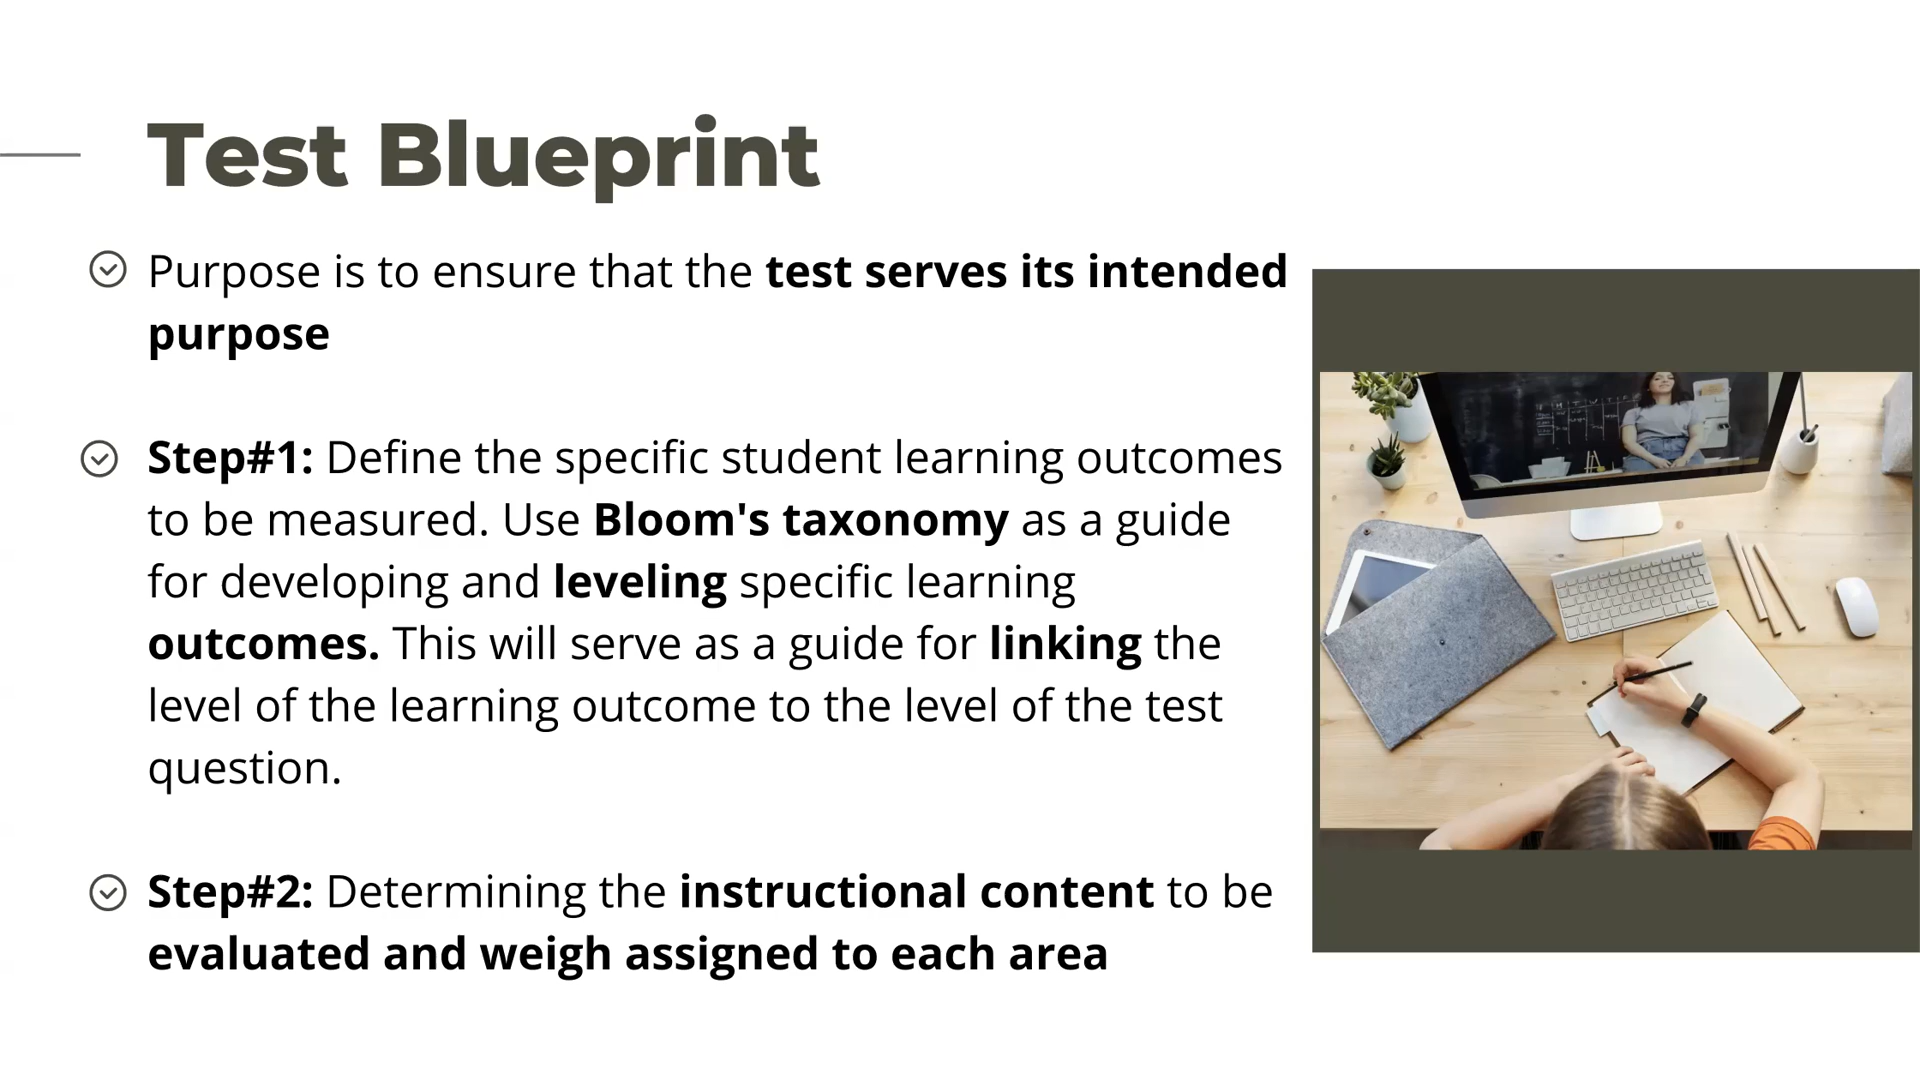 Test Blueprint
Purpose is to ensure that the test serves its intended
purpose
Step#1: Define the specific student learning outcomes
to be measured. Use Bloom's taxonomy as a guide
for developing and leveling specific learning
outcomes. This will serve as a guide for linking the
level of the learning outcome to the level of the test
question.
Step#2: Determining the instructional content to be
evaluated and weigh assigned to each area